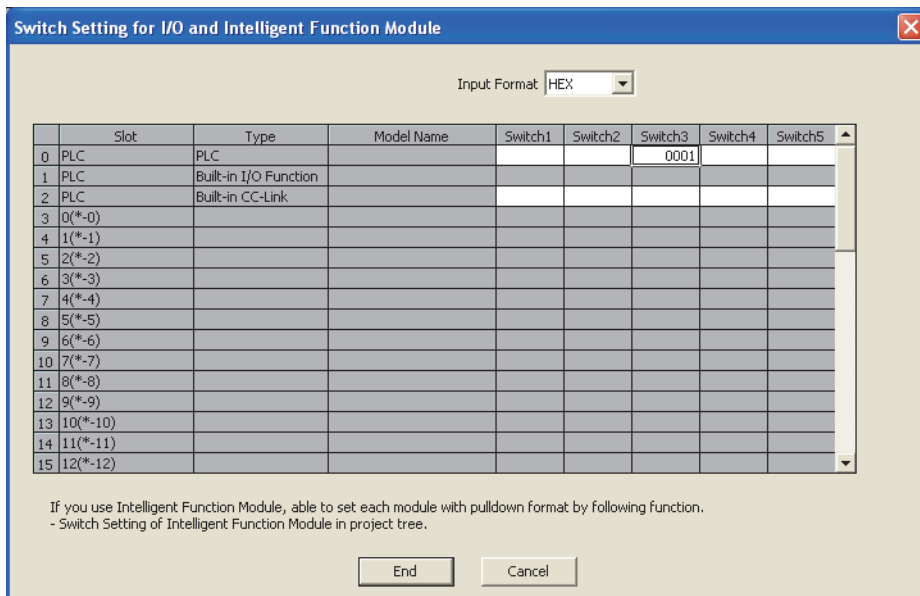 Switch Setting for I/O and Intelligent Function Module
Input Format HEX
Slot Type Model Name Switch1 Switch2 Switch3 Switch4 Switch5
0 PLC PLC 0001
1 PLC Built-in I/O Function
2 PLC Built-in CC-Link
3 0(*-0)
4 1(*-1)
5 2(*-2)
6 3(*-3)
7 4(*-4)
8 5(*-5)
9 6(*-6)
10 7(*-7)
11 8(*-8)
12 9(*-9)
13 10(*-10)
14 11(*-11)
15 12(*-12)
If you use Intelligent Function Module, able to set each module with pulldown format by following function.
- Switch Setting of Intelligent Function Module in project tree.
End Cancel